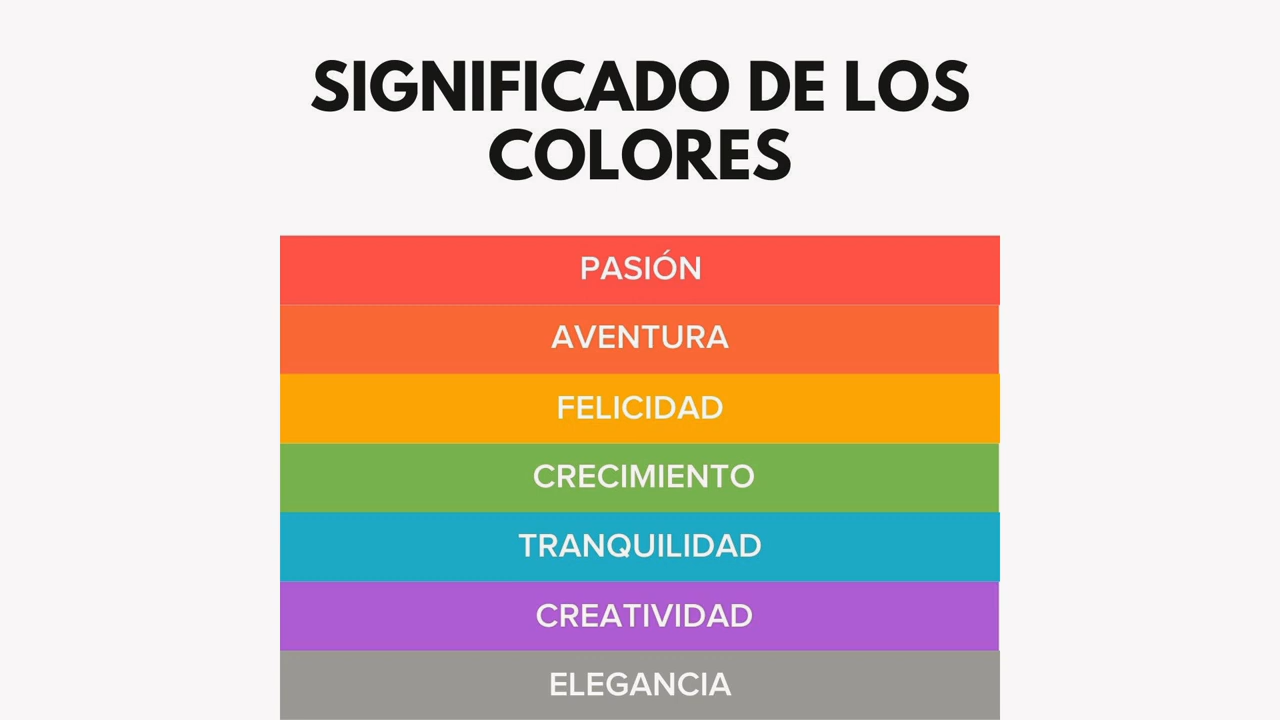 SIGNIFICADO DE LOS
COLORES
PASIÓN
AVENTURA
FELICIDAD
CRECIMIENTO
TRANQUILIDAD
CREATIVIDAD
ELEGANCIA